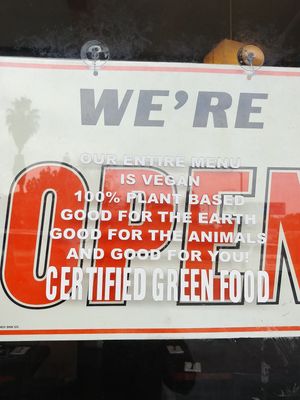 WE'RE
OPEN
OUR ENTIRE MENU
IS VEGAN
100% PLANT BASED
GOOD FOR THE EARTH
GOOD FOR THE ANIMALS
AND GOOD FOR YOU!
CERTIFIED GREEN FOOD